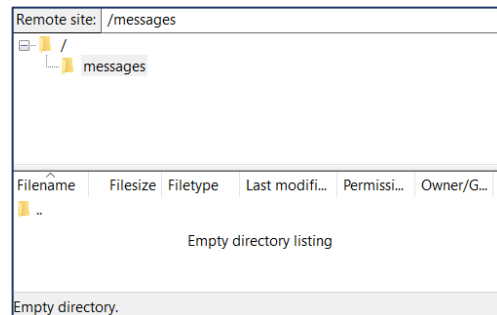 Remote site: /messages
/
messages
Filename Filesize Filetype Last modifi... Permissi... Owner/G...
..
Empty directory listing
Empty directory.